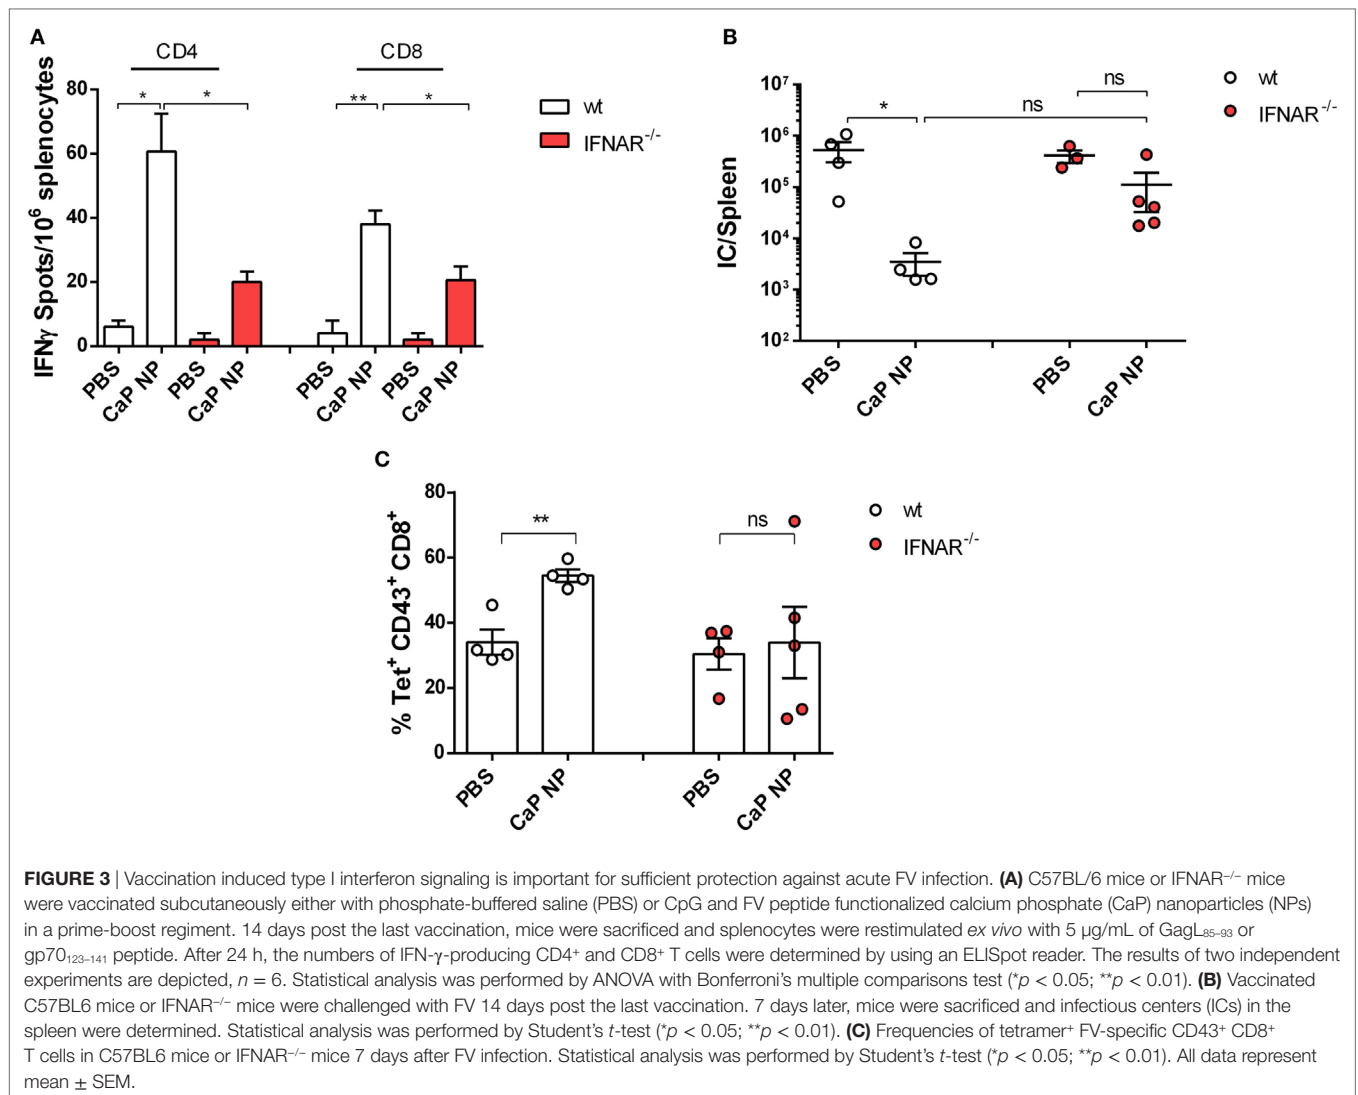 A
CD4
CD8
IFNγ Spots/10⁶ splenocytes
80
60
40
20
0
*
*
**
*
PBS
CaP NP
PBS
CaP NP
PBS
CaP NP
PBS
CaP NP
wt
IFNAR⁻/⁻
B
IC/Spleen
10⁷
10⁶
10⁵
10⁴
10³
10²
*
ns
ns
PBS
CaP NP
PBS
CaP NP
wt
IFNAR⁻/⁻
C
% Tet⁺ CD43⁺ CD8⁺
80
60
40
20
0
**
ns
PBS
CaP NP
PBS
CaP NP
wt
IFNAR⁻/⁻
FIGURE 3 | Vaccination induced type I interferon signaling is important for sufficient protection against acute FV infection. (A) C57BL/6 mice or IFNAR⁻/⁻ mice
were vaccinated subcutaneously either with phosphate-buffered saline (PBS) or CpG and FV peptide functionalized calcium phosphate (CaP) nanoparticles (NPs)
in a prime-boost regiment. 14 days post the last vaccination, mice were sacrificed and splenocytes were restimulated ex vivo with 5 µg/mL of GagL₈₅₋₉₃ or
gp70₁₂₃₋₁₄₁ peptide. After 24 h, the numbers of IFN-γ-producing CD4⁺ and CD8⁺ T cells were determined by using an ELISpot reader. The results of two independent
experiments are depicted, n = 6. Statistical analysis was performed by ANOVA with Bonferroni's multiple comparisons test (*p < 0.05; **p < 0.01). (B) Vaccinated
C57BL6 mice or IFNAR⁻/⁻ mice were challenged with FV 14 days post the last vaccination. 7 days later, mice were sacrificed and infectious centers (ICs) in the
spleen were determined. Statistical analysis was performed by Student's t-test (*p < 0.05; **p < 0.01). (C) Frequencies of tetramer⁺ FV-specific CD43⁺ CD8⁺
T cells in C57BL6 mice or IFNAR⁻/⁻ mice 7 days after FV infection. Statistical analysis was performed by Student's t-test (*p < 0.05; **p < 0.01). All data represent
mean ± SEM.